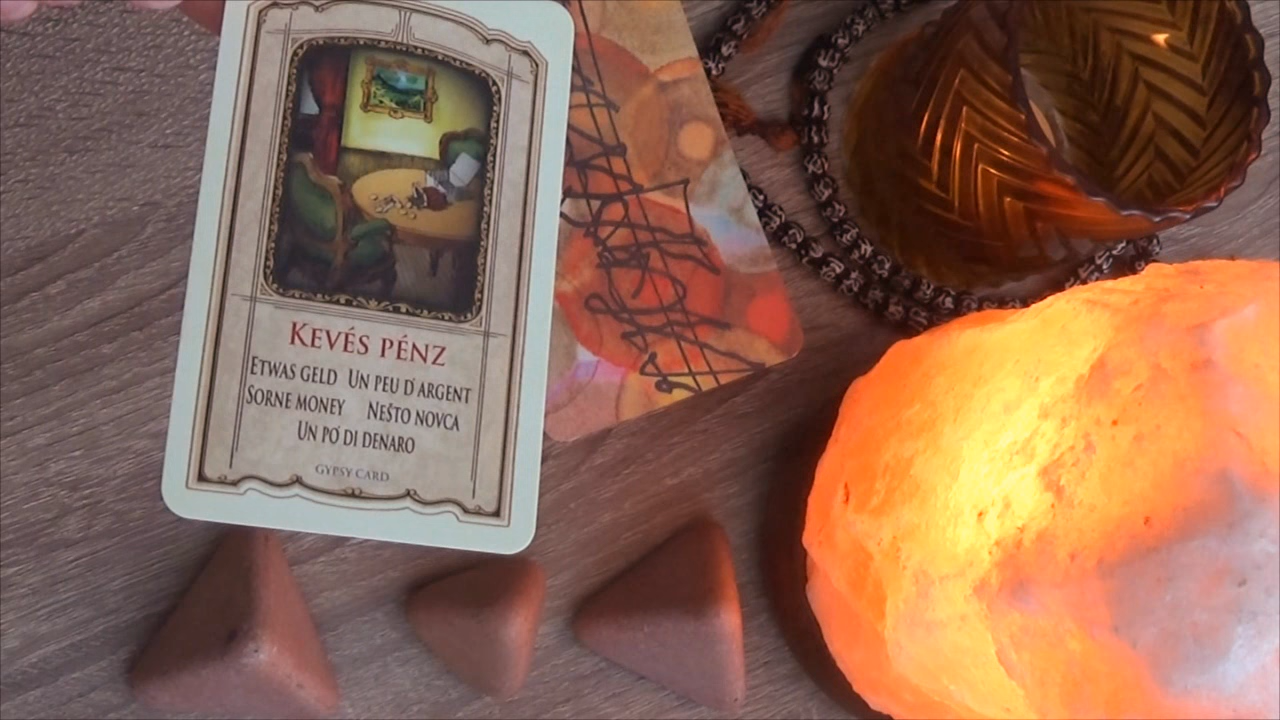 KEVÉS PÉNZ
ETWAS GELD UN PEU D'ARGENT
SORNE MONEY NEŠTO NOVCA
UN PO' DI DENARO
GYPSY CARD